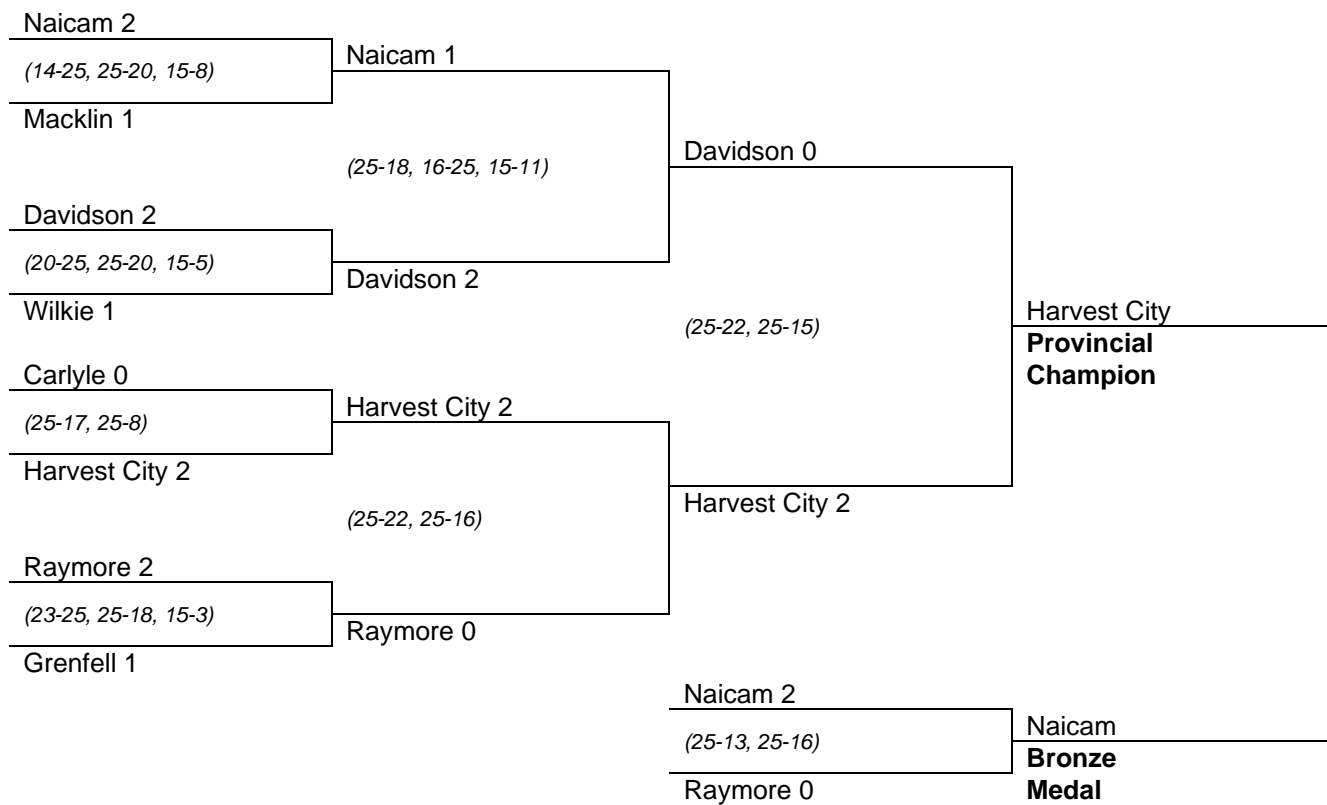 Naicam 2
(14-25, 25-20, 15-8)
Macklin 1
Davidson 2
(20-25, 25-20, 15-5)
Wilkie 1
Carlyle 0
(25-17, 25-8)
Harvest City 2
Raymore 2
(23-25, 25-18, 15-3)
Grenfell 1
Naicam 1
(25-18, 16-25, 15-11)
Davidson 2
Harvest City 2
(25-22, 25-16)
Raymore 0
Davidson 0
(25-22, 25-15)
Harvest City 2
Harvest City
Provincial
Champion
Naicam 2
(25-13, 25-16)
Raymore 0
Naicam
Bronze
Medal